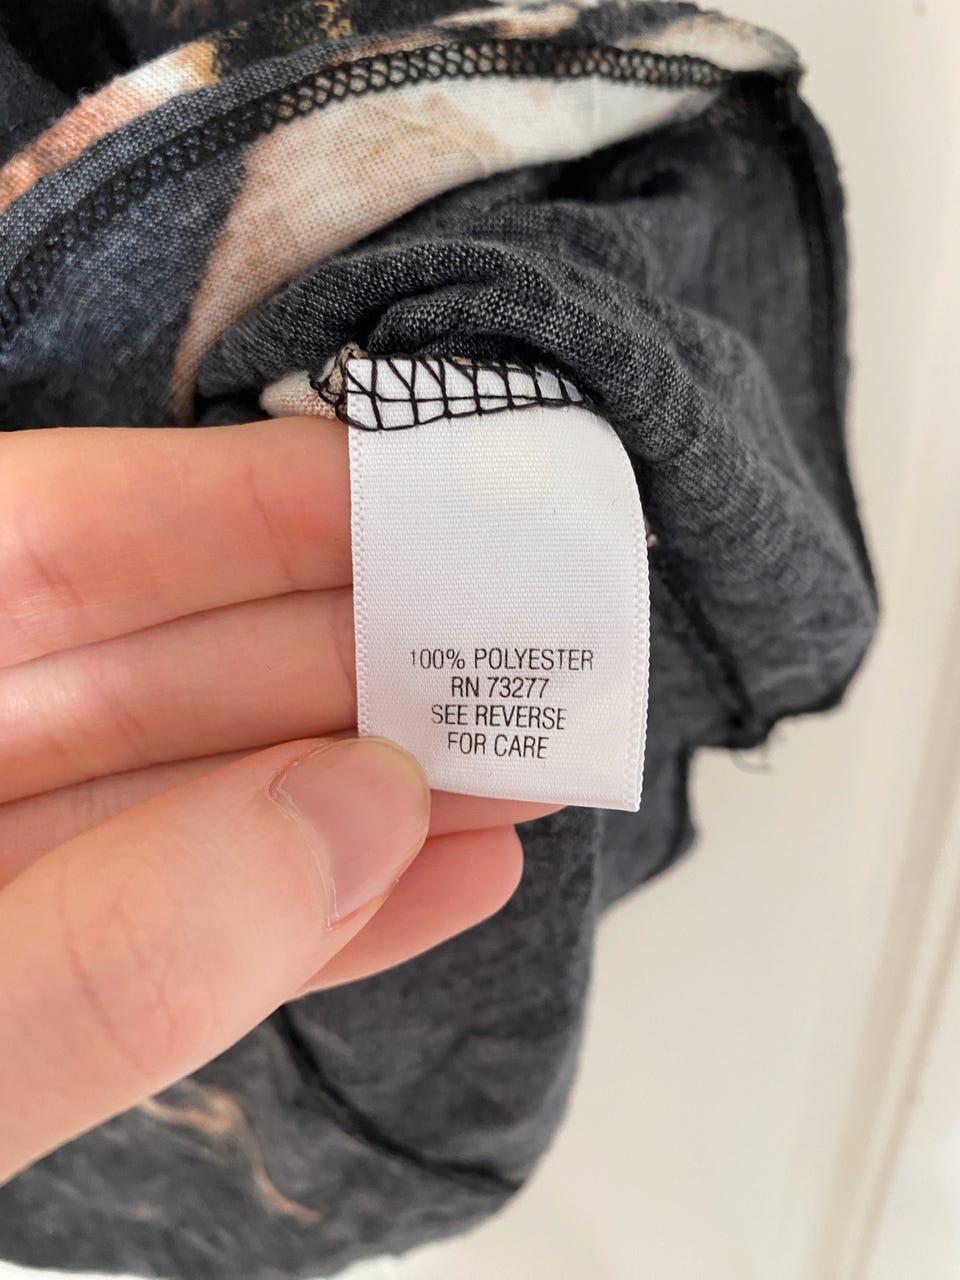 100% POLYESTER
RN 73277
SEE REVERSE
FOR CARE